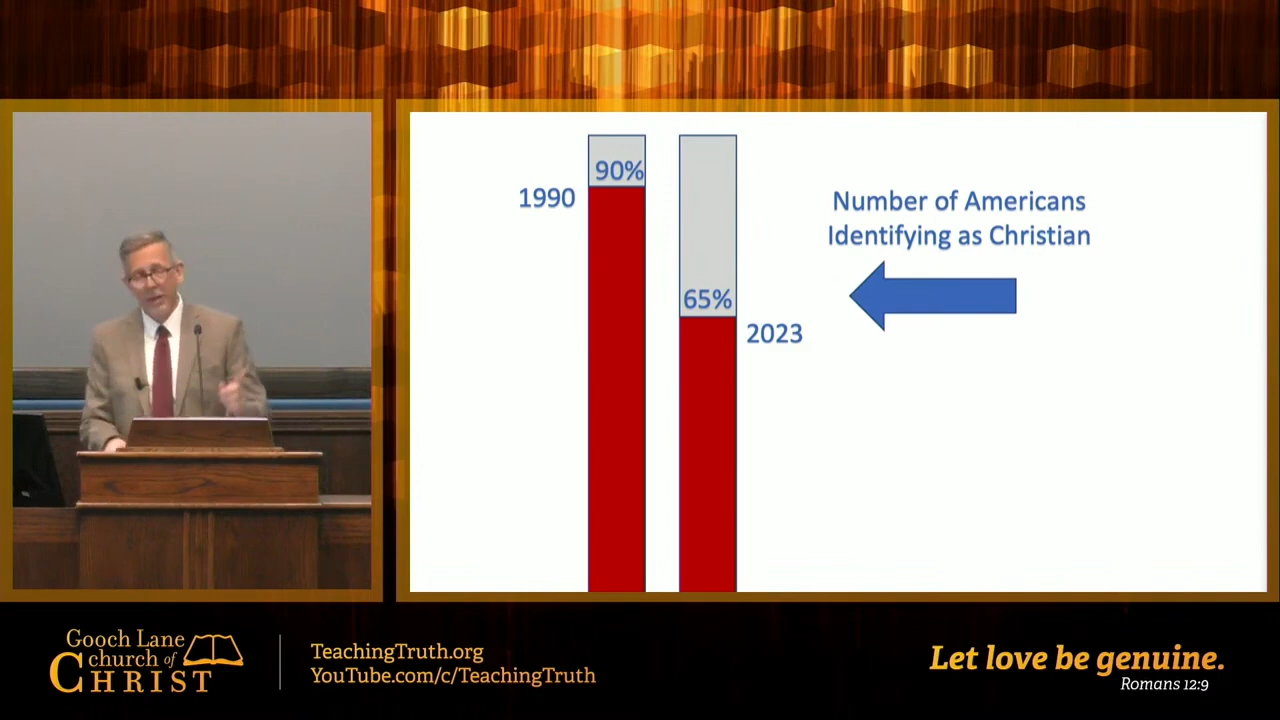 90%
1990
65%
2023
Number of Americans
Identifying as Christian
Gooch Lane
church of
CHRIST
TeachingTruth.org
YouTube.com/c/TeachingTruth
Let love be genuine.
Romans 12:9